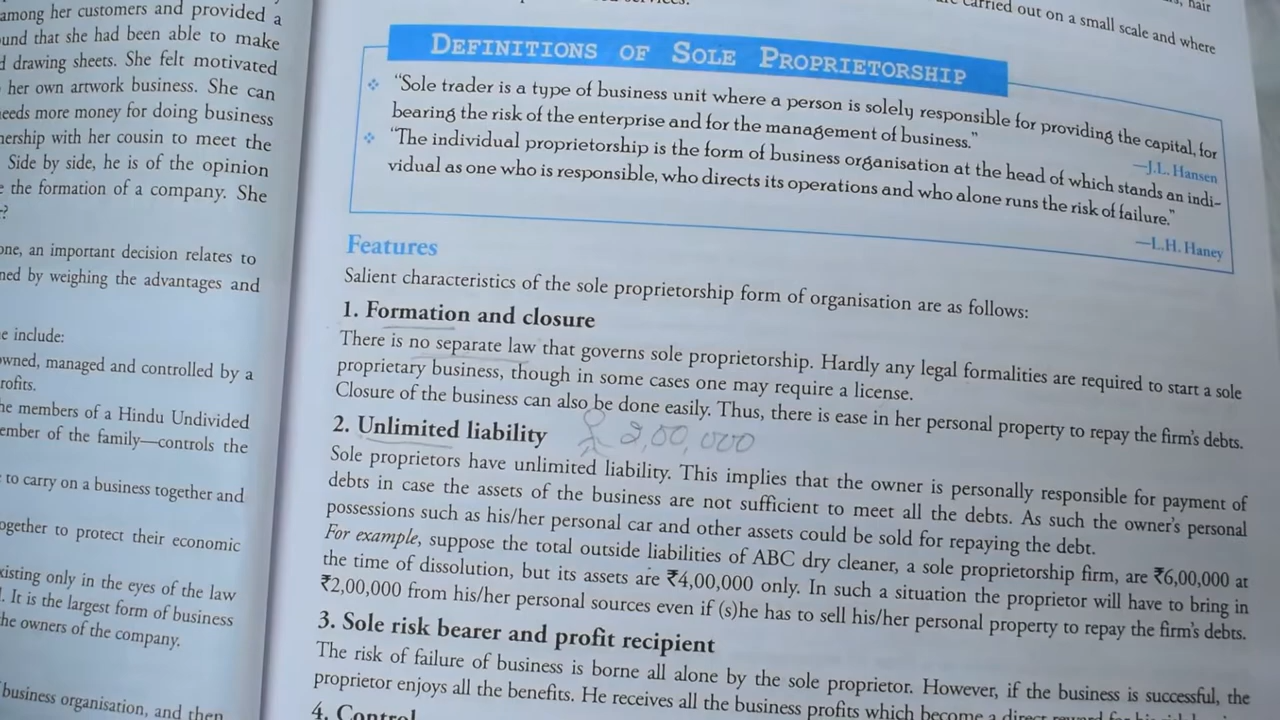 among her customers and provided a
und that she had been able to make
drawing sheets. She felt motivated
her own artwork business. She can
eeds more money for doing business
nership with her cousin to meet the
Side by side, he is of the opinion
the formation of a company. She
?
one, an important decision relates to
ned by weighing the advantages and
e include:
owned, managed and controlled by a
rofits.
he members of a Hindu Undivided
ember of the family—controls the
to carry on a business together and
ogether to protect their economic
xisting only in the eyes of the law
. It is the largest form of business
he owners of the company.
business organisation, and then
hair
carried out on a small scale and where
DEFINITIONS OF SOLE PROPRIETORSHIP
❖ “Sole trader is a type of business unit where a person is solely responsible for providing the capital, for
bearing the risk of the enterprise and for the management of business.”
—J.L. Hansen
❖ “The individual proprietorship is the form of business organisation at the head of which stands an indi-
vidual as one who is responsible, who directs its operations and who alone runs the risk of failure.”
—L.H. Haney
Features
Salient characteristics of the sole proprietorship form of organisation are as follows:
1. Formation and closure
There is no separate law that governs sole proprietorship. Hardly any legal formalities are required to start a sole
proprietary business, though in some cases one may require a license.
Closure of the business can also be done easily. Thus, there is ease in her personal property to repay the firm’s debts.
2. Unlimited liability 2,00,000
Sole proprietors have unlimited liability. This implies that the owner is personally responsible for payment of
debts in case the assets of the business are not sufficient to meet all the debts. As such the owner’s personal
possessions such as his/her personal car and other assets could be sold for repaying the debt.
For example, suppose the total outside liabilities of ABC dry cleaner, a sole proprietorship firm, are ₹6,00,000 at
the time of dissolution, but its assets are ₹4,00,000 only. In such a situation the proprietor will have to bring in
₹2,00,000 from his/her personal sources even if (s)he has to sell his/her personal property to repay the firm’s debts.
3. Sole risk bearer and profit recipient
The risk of failure of business is borne all alone by the sole proprietor. However, if the business is successful, the
proprietor enjoys all the benefits. He receives all the business profits which become a direct
4. Control